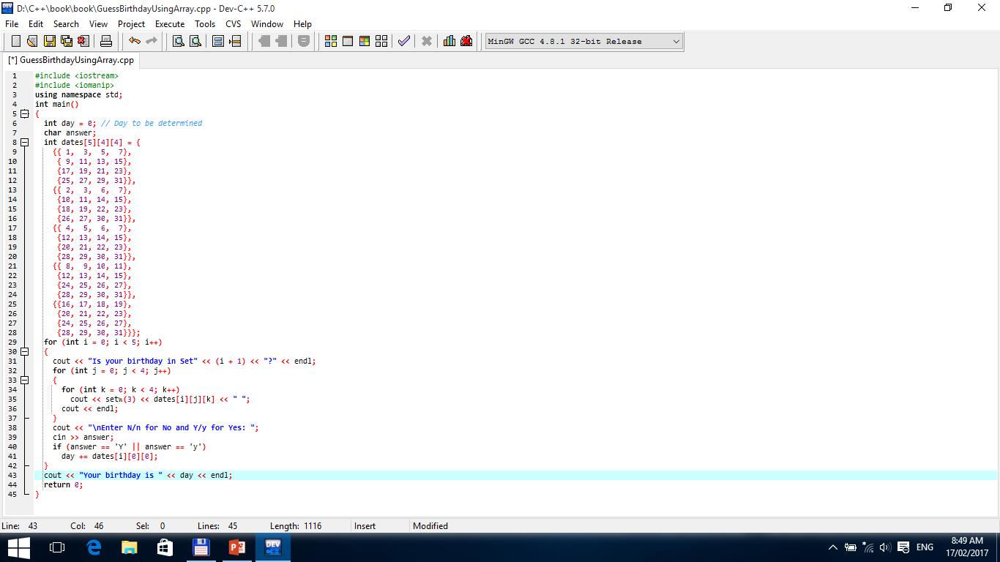 D:\C++\book\book\GuessBirthdayUsingArray.cpp - Dev-C++ 5.7.0
File Edit Search View Project Execute Tools CVS Window Help
MinGW GCC 4.8.1 32-bit Release
[*] GuessBirthdayUsingArray.cpp
1 #include <iostream>
2 #include <iomanip>
3 using namespace std;
4 int main()
5 {
6 int day = 0; // Day to be determined
7 char answer;
8 int dates[5][4][4] = {
9 {{ 1, 3, 5, 7},
10 { 9, 11, 13, 15},
11 {17, 19, 21, 23},
12 {25, 27, 29, 31}},
13 {{ 2, 3, 6, 7},
14 {10, 11, 14, 15},
15 {18, 19, 22, 23},
16 {26, 27, 30, 31}},
17 {{ 4, 5, 6, 7},
18 {12, 13, 14, 15},
19 {20, 21, 22, 23},
20 {28, 29, 30, 31}},
21 {{ 8, 9, 10, 11},
22 {12, 13, 14, 15},
23 {24, 25, 26, 27},
24 {28, 29, 30, 31}},
25 {{16, 17, 18, 19},
26 {20, 21, 22, 23},
27 {24, 25, 26, 27},
28 {28, 29, 30, 31}}};
29 for (int i = 0; i < 5; i++)
30 {
31 cout << "Is your birthday in Set" << (i + 1) << "?" << endl;
32 for (int j = 0; j < 4; j++)
33 {
34 for (int k = 0; k < 4; k++)
35 cout << setw(3) << dates[i][j][k] << " ";
36 cout << endl;
37 }
38 cout << "\nEnter N/n for No and Y/y for Yes: ";
39 cin >> answer;
40 if (answer == 'Y' || answer == 'y')
41 day += dates[i][0][0];
42 }
43 cout << "Your birthday is " << day << endl;
44 return 0;
45 }
Line: 43 Col: 46 Sel: 0 Lines: 45 Length: 1116 Insert Modified
DEV
ENG
8:49 AM
17/02/2017